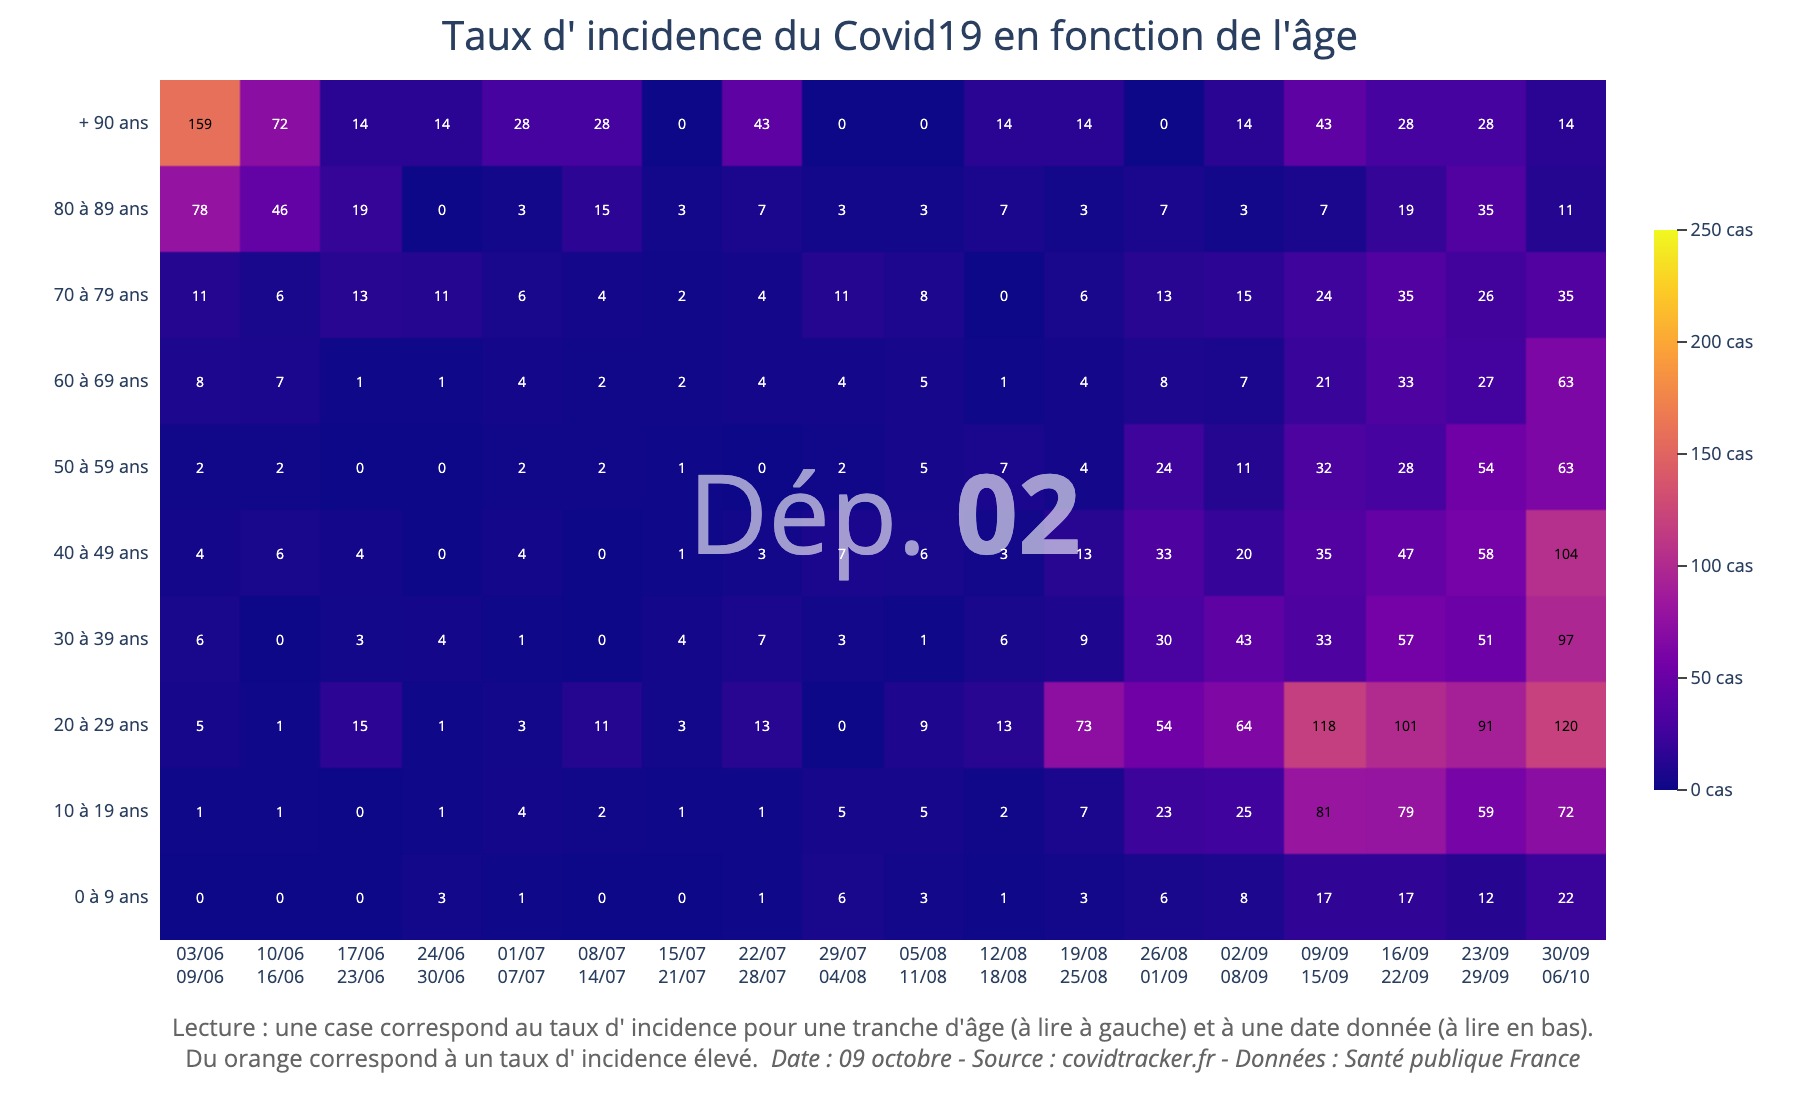 Taux d' incidence du Covid19 en fonction de l'âge
+ 90 ans 159 72 14 14 28 28 0 43 0 0 14 14 0 14 43 28 28 14
80 à 89 ans 78 46 19 0 3 15 3 7 3 3 7 3 7 3 7 19 35 11
70 à 79 ans 11 6 13 11 6 4 2 4 11 8 0 6 13 15 24 35 26 35
60 à 69 ans 8 7 1 1 4 2 2 4 4 5 1 4 8 7 21 33 27 63
50 à 59 ans 2 2 0 0 2 2 1 0 2 5 7 4 24 11 32 28 54 63
Dép. 02
40 à 49 ans 4 6 4 0 4 0 1 3 7 6 3 13 33 20 35 47 58 104
30 à 39 ans 6 0 3 4 1 0 4 7 3 1 6 9 30 43 33 57 51 97
20 à 29 ans 5 1 15 1 3 11 3 13 0 9 13 73 54 64 118 101 91 120
10 à 19 ans 1 1 0 1 4 2 1 1 5 5 2 7 23 25 81 79 59 72
0 à 9 ans 0 0 0 3 1 0 0 1 6 3 1 3 6 8 17 17 12 22
03/06 10/06 17/06 24/06 01/07 08/07 15/07 22/07 29/07 05/08 12/08 19/08 26/08 02/09 09/09 16/09 23/09 30/09
09/06 16/06 23/06 30/06 07/07 14/07 21/07 28/07 04/08 11/08 18/08 25/08 01/09 08/09 15/09 22/09 29/09 06/10
250 cas
200 cas
150 cas
100 cas
50 cas
0 cas
Lecture : une case correspond au taux d' incidence pour une tranche d'âge (à lire à gauche) et à une date donnée (à lire en bas).
Du orange correspond à un taux d' incidence élevé. Date : 09 octobre - Source : covidtracker.fr - Données : Santé publique France